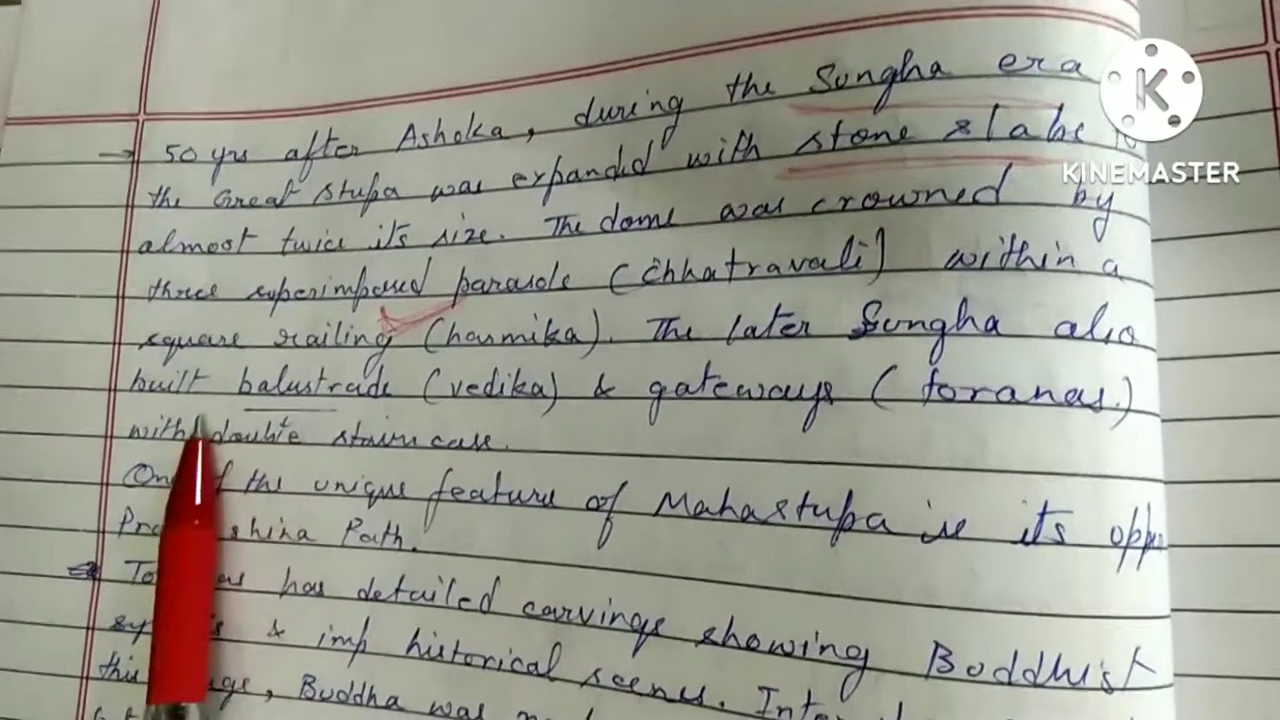 → 50 yrs after Ashoka, during the Sungha era
the Great stupa was expanded with stone slabs to
almost twice its size. The dome was crowned by
three superimposed parasols (Chhatravali) within a
square railing (harmika). The later Sungha also
built balustrade (vedika) & gateways (toranas)
with double staircase.
One of the unique feature of Mahastupa is its
Path.
has detailed carvings showing Buddhist
& imp historical scenes.
Buddha was
K
KINEMASTER